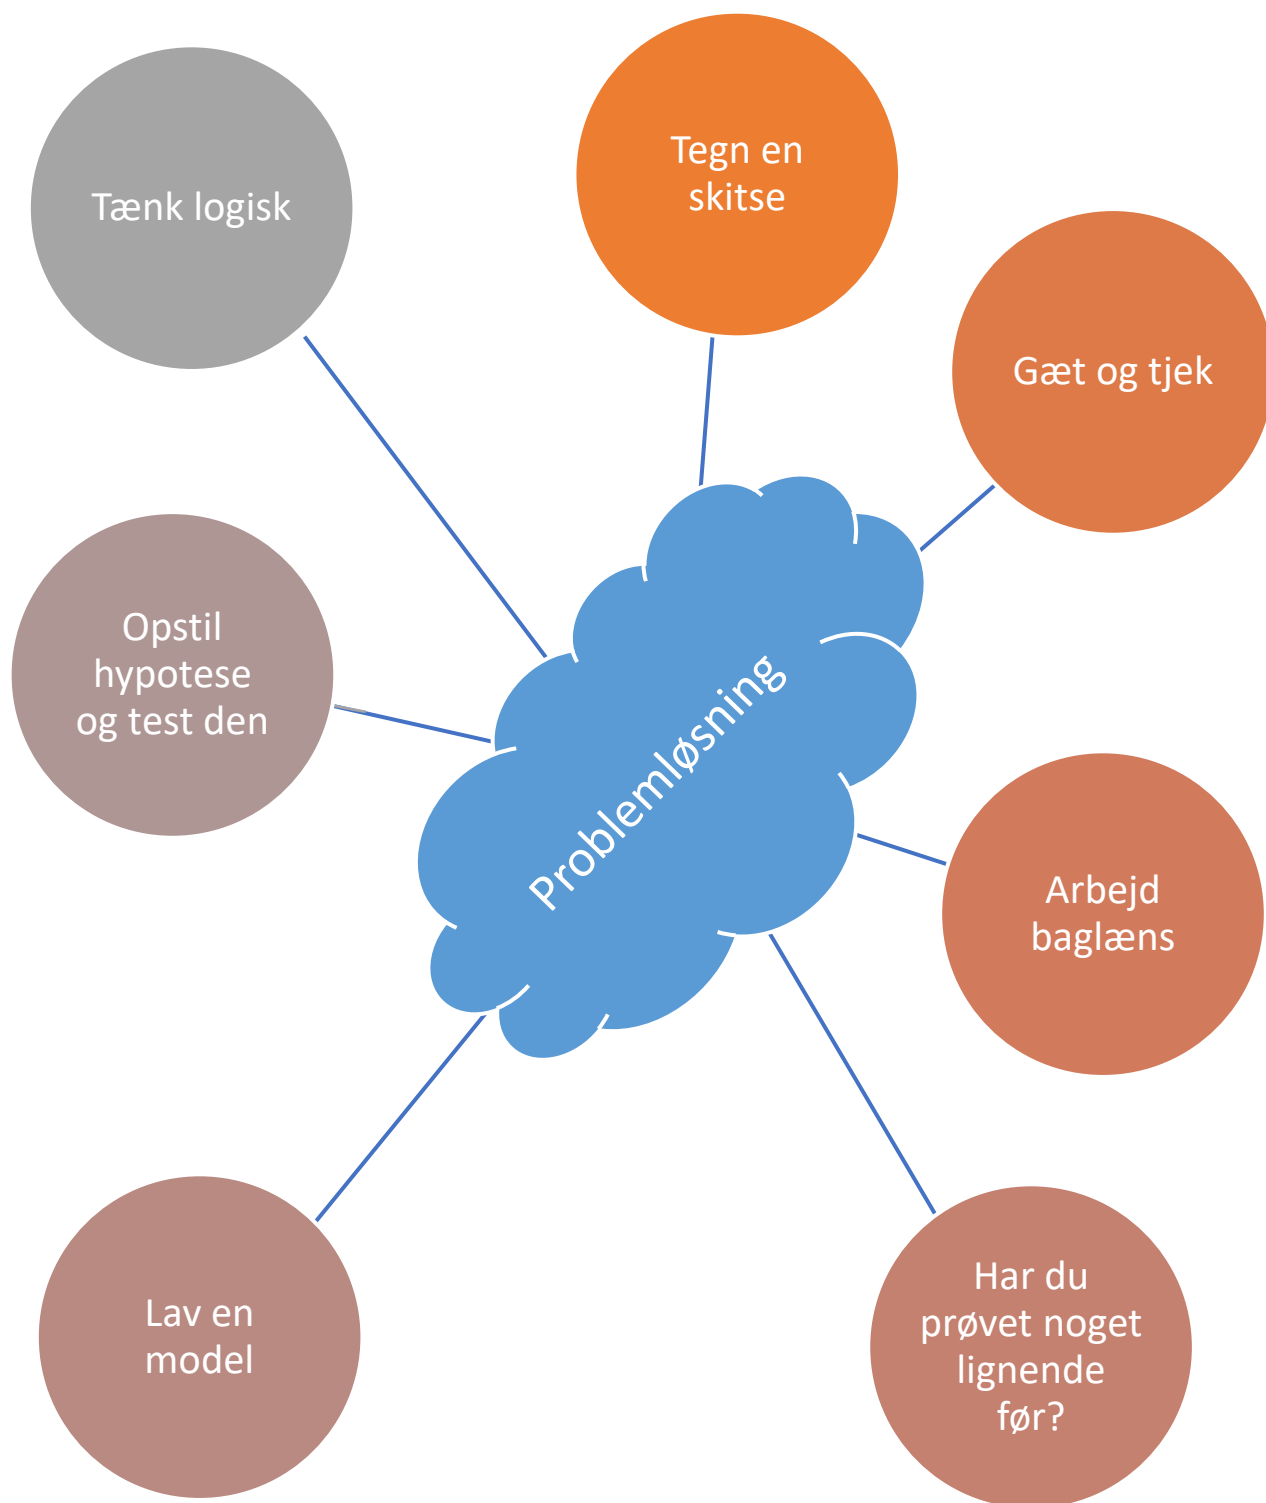 Tænk logisk
Tegn en
skitse
Gæt og tjek
Opstil
hypotese
og test den
Problemløsning
Arbejd
baglæns
Lav en
model
Har du
prøvet noget
lignende
før?